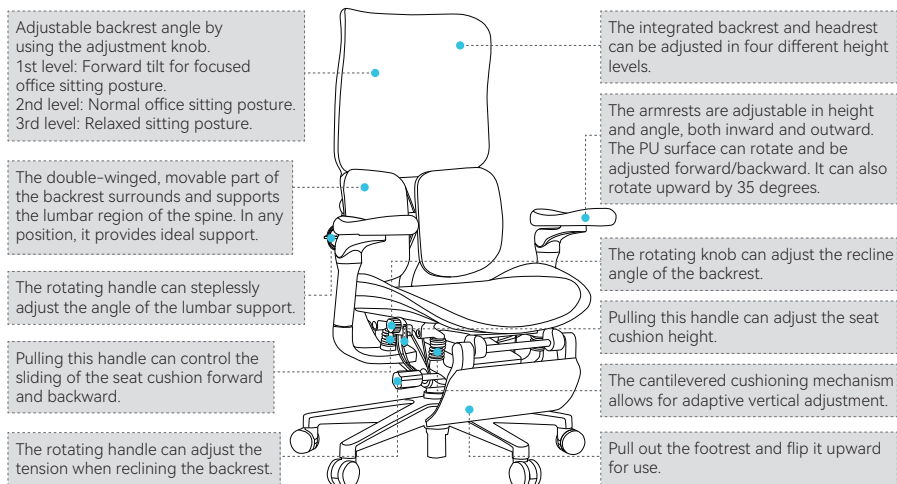 Adjustable backrest angle by
using the adjustment knob.
1st level: Forward tilt for focused
office sitting posture.
2nd level: Normal office sitting posture.
3rd level: Relaxed sitting posture.
The double-winged, movable part of
the backrest surrounds and supports
the lumbar region of the spine. In any
position, it provides ideal support.
The rotating handle can steplessly
adjust the angle of the lumbar support.
Pulling this handle can control the
sliding of the seat cushion forward
and backward.
The rotating handle can adjust the
tension when reclining the backrest.
The integrated backrest and headrest
can be adjusted in four different height
levels.
The armrests are adjustable in height
and angle, both inward and outward.
The PU surface can rotate and be
adjusted forward/backward. It can also
rotate upward by 35 degrees.
The rotating knob can adjust the recline
angle of the backrest.
Pulling this handle can adjust the seat
cushion height.
The cantilevered cushioning mechanism
allows for adaptive vertical adjustment.
Pull out the footrest and flip it upward
for use.